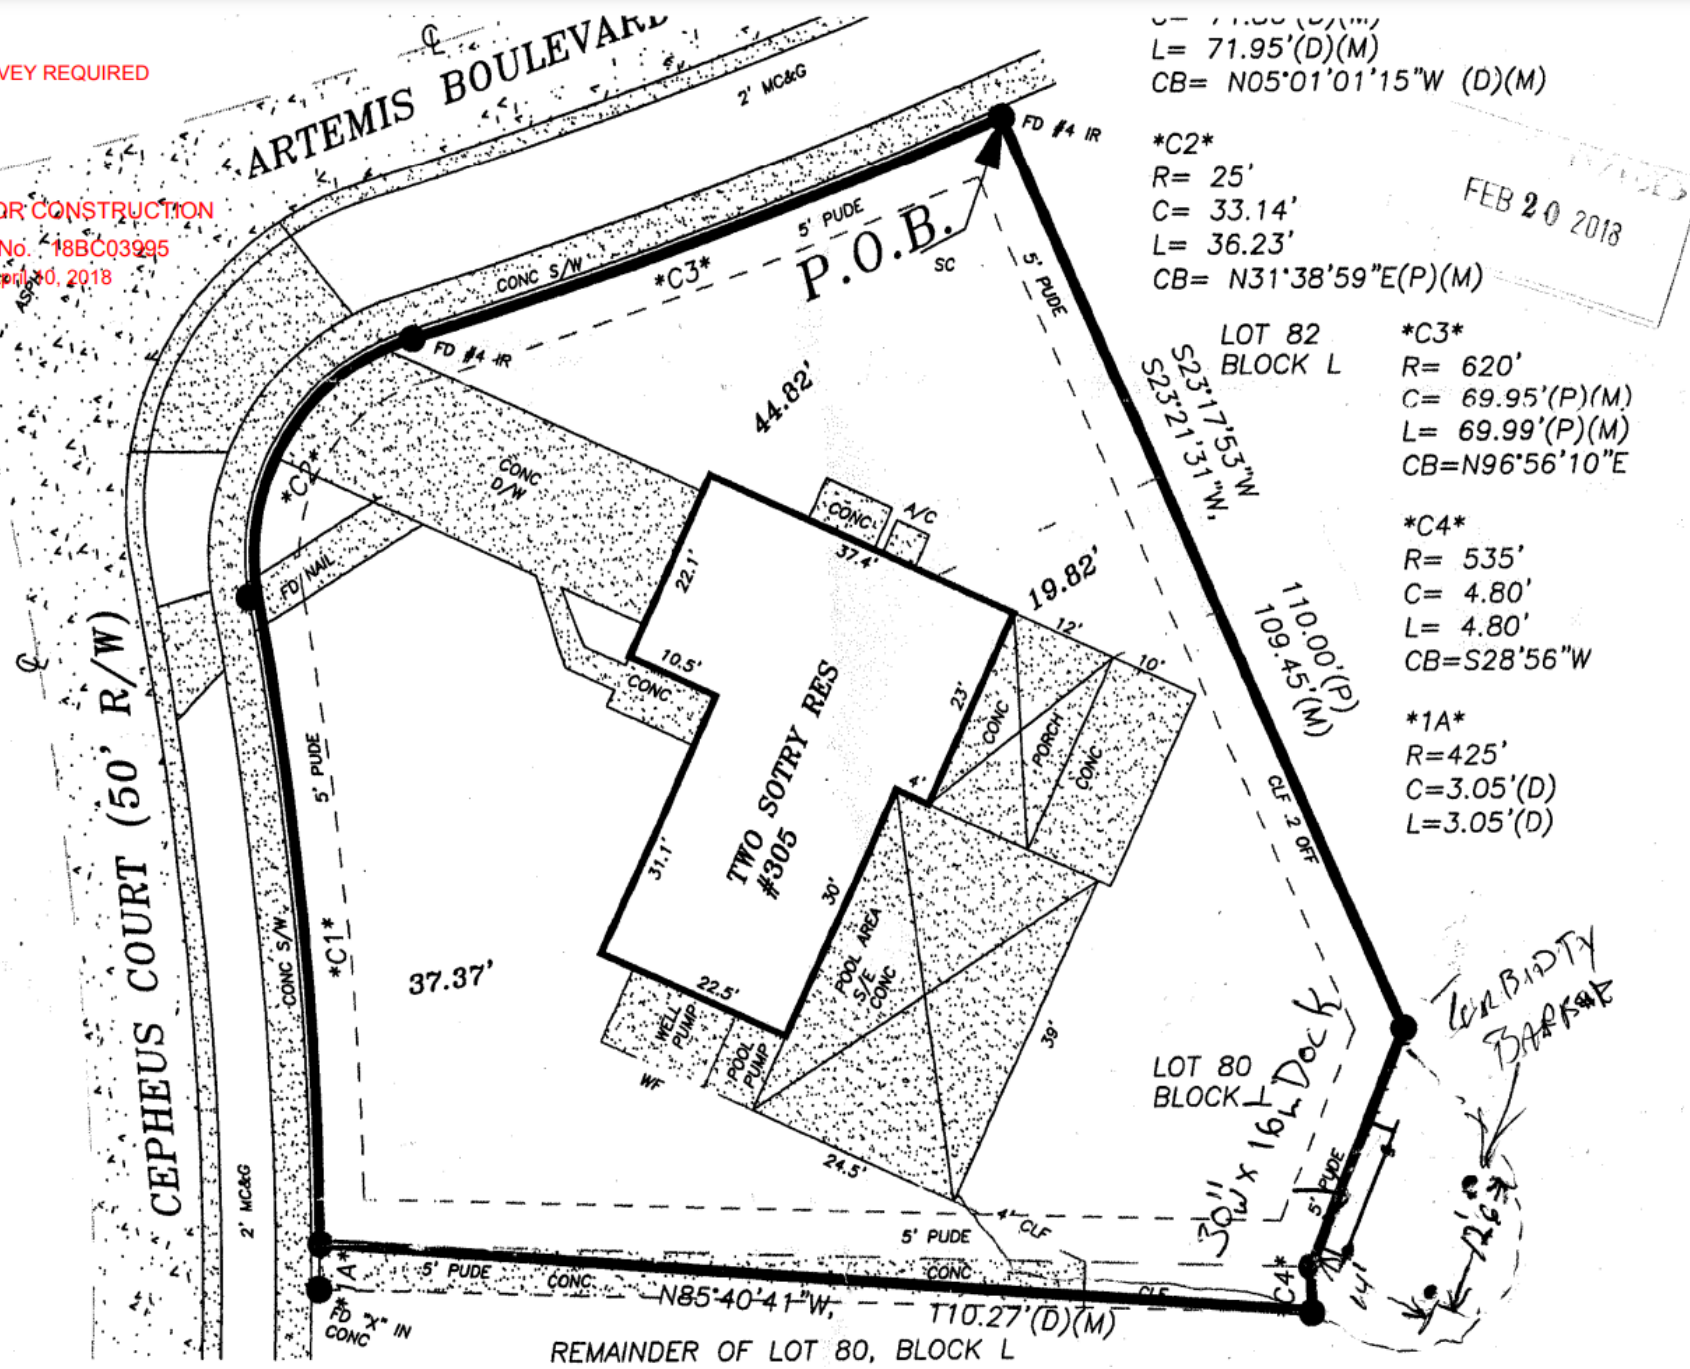 VEY REQUIRED
OR CONSTRUCTION
No. 18BC03995
April 10, 2018
ASPH
ARTEMIS BOULEVARD
2' MC&G
L= 71.95'(D)(M)
CB= N05°01'01'15"W (D)(M)
*C2*
R= 25'
C= 33.14'
L= 36.23'
CB= N31°38'59"E(P)(M)
FEB 20 2018
LOT 82
BLOCK L
*C3*
R= 620'
C= 69.95'(P)(M)
L= 69.99'(P)(M)
CB=N96°56'10"E
*C4*
R= 535'
C= 4.80'
L= 4.80'
CB=S28'56"W
*1A*
R=425'
C=3.05'(D)
L=3.05'(D)
FD #4 IR
5' PUDE
P.O.B.
SC
CONC S/W
*C3*
5' PUDE
FD #4 IR
S23°17'53"W
S23°21'31"W,
110.00'(P)
109.45'(M)
CLF 2 OFF
44.82'
*C2*
CONC
D/W
FD NAIL
CONC
A/C
37.4'
22.1'
19.82'
12'
10'
10.5'
CONC
23'
CONC
PORCH
CONC
4'
TWO SOTRY RES
#305
31.1'
30'
POOL AREA
S/E
CONC
39'
22.5'
WELL
PUMP
POOL
PUMP
WF
24.5'
37.37'
5' PUDE
CEPHEUS COURT (50' R/W)
CONC S/W
*C1*
2' MC&G
LOT 80
BLOCK L
30"w x 16L DOCK
TURBIDTY
BARRIER
5' PUDE
26'
*C4*
4' CLF
5' PUDE
5' PUDE
CONC
CONC
CLF
*1A*
N85°40'41"W,
110.27'(D)(M)
FD "X" IN
CONC
REMAINDER OF LOT 80, BLOCK L